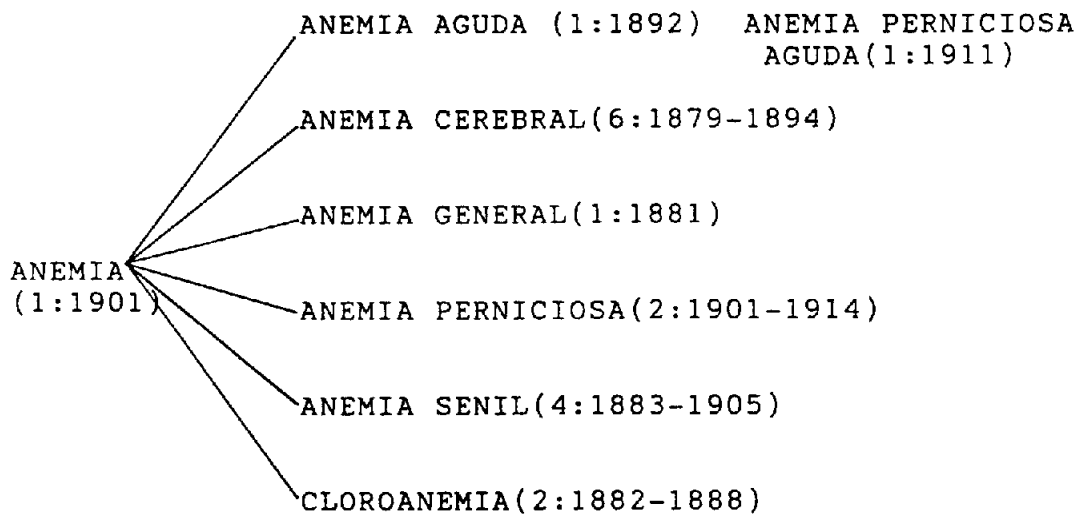 ANEMIA AGUDA (1:1892) ANEMIA PERNICIOSA
AGUDA(1:1911)
ANEMIA CEREBRAL(6:1879-1894)
ANEMIA GENERAL(1:1881)
ANEMIA
(1:1901)
ANEMIA PERNICIOSA(2:1901-1914)
ANEMIA SENIL(4:1883-1905)
CLOROANEMIA(2:1882-1888)